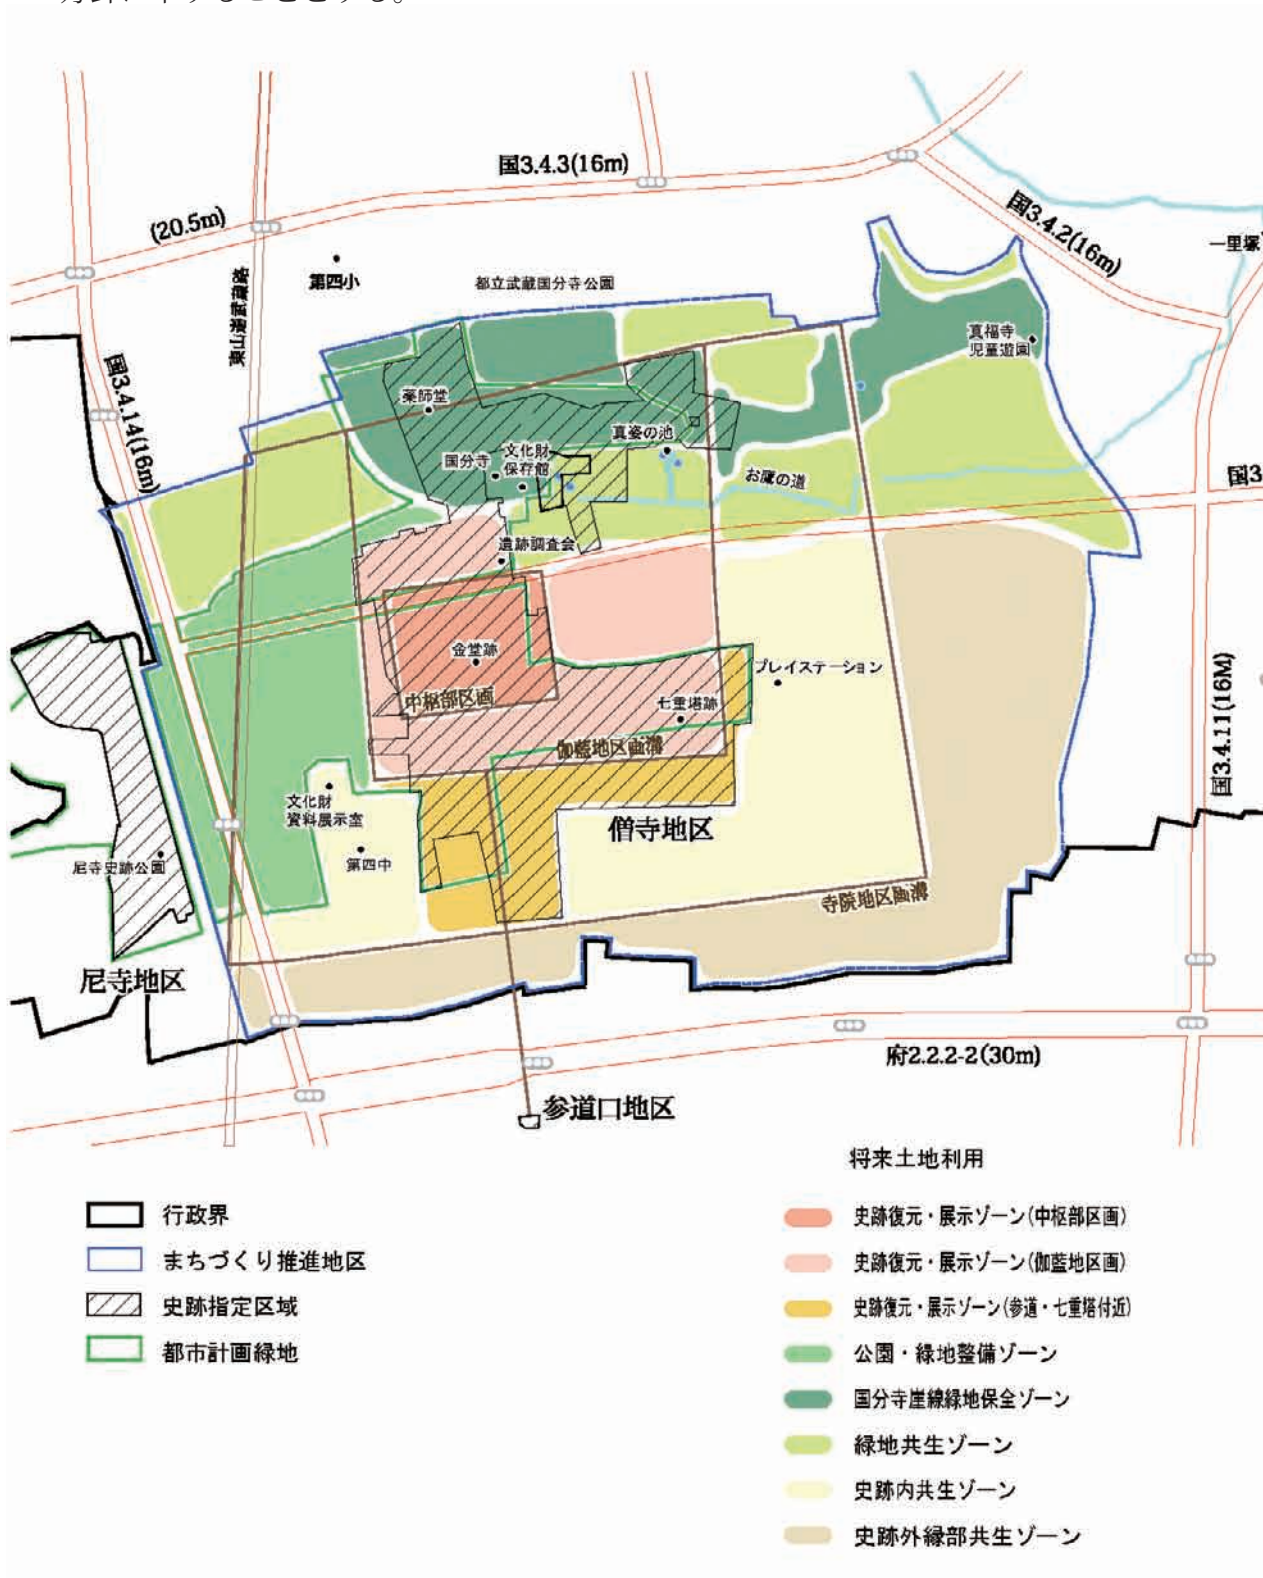 国3.4.3(16m)
(20.5m)
国3.4.2(16m)
一里塚
東山道武蔵路
第四小
都立武蔵国分寺公園
真福寺
児童遊園
国3.4.14(16m)
薬師堂
真姿の池
国分寺
文化財
保存館
お鷹の道
国3
遺跡調査会
金堂跡
プレイステーション
中枢部区画
七重塔跡
伽藍地区画溝
国3.4.11(16M)
文化財
資料展示室
僧寺地区
第四中
尼寺史跡公園
寺院地区画溝
尼寺地区
府2.2.2-2(30m)
参道口地区
将来土地利用
行政界
まちづくり推進地区
史跡指定区域
都市計画緑地
史跡復元・展示ゾーン(中枢部区画)
史跡復元・展示ゾーン(伽藍地区画)
史跡復元・展示ゾーン(参道・七重塔付近)
公園・緑地整備ゾーン
国分寺崖線緑地保全ゾーン
緑地共生ゾーン
史跡内共生ゾーン
史跡外縁部共生ゾーン